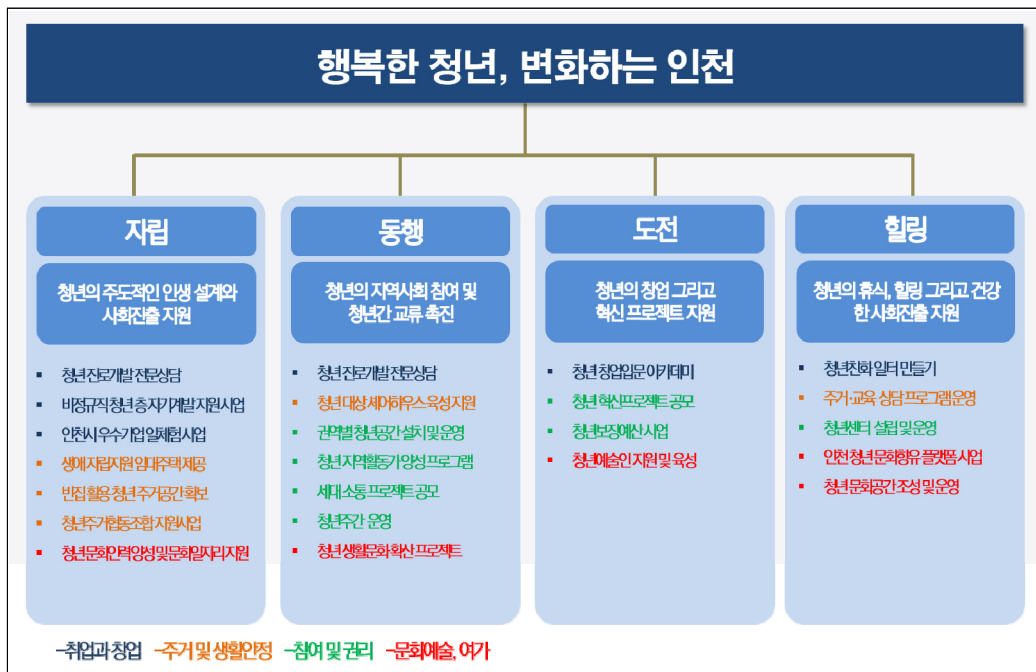 행복한 청년, 변화하는 인천
자립
청년의 주도적인 인생 설계와
사회진출 지원
▪ 청년 진로개발 전문상담
▪ 비정규직 청년층 자기계발 지원사업
▪ 인천시 우수기업 일체험 사업
▪ 생애 자립지원 임대주택 제공
▪ 빈집 활용 청년 주거공간 확보
▪ 청년주거협동조합 지원사업
▪ 청년 문화인력 양성 및 문화일자리 지원
동행
청년의 지역사회 참여 및
청년간 교류 촉진
▪ 청년 진로개발 전문상담
▪ 청년 대상 셰어하우스 육성 지원
▪ 권역별 청년공간 설치 및 운영
▪ 청년 지역활동가 양성 프로그램
▪ 세대 소통 프로젝트 공모
▪ 청년주간 운영
▪ 청년 생활문화 확산 프로젝트
도전
청년의 창업 그리고
혁신 프로젝트 지원
▪ 청년 창업입문 아카데미
▪ 청년 혁신프로젝트 공모
▪ 청년보장예산 사업
▪ 청년예술인 지원 및 육성
힐링
청년의 휴식, 힐링 그리고 건강
한 사회진출 지원
▪ 청년친화 일터 만들기
▪ 주거·교육 상담 프로그램 운영
▪ 청년센터 설립 및 운영
▪ 인천 청년 문화향유 플랫폼 사업
▪ 청년 문화공간 조성 및 운영
–취업과 창업 –주거 및 생활안정 –참여 및 권리 –문화예술, 여가